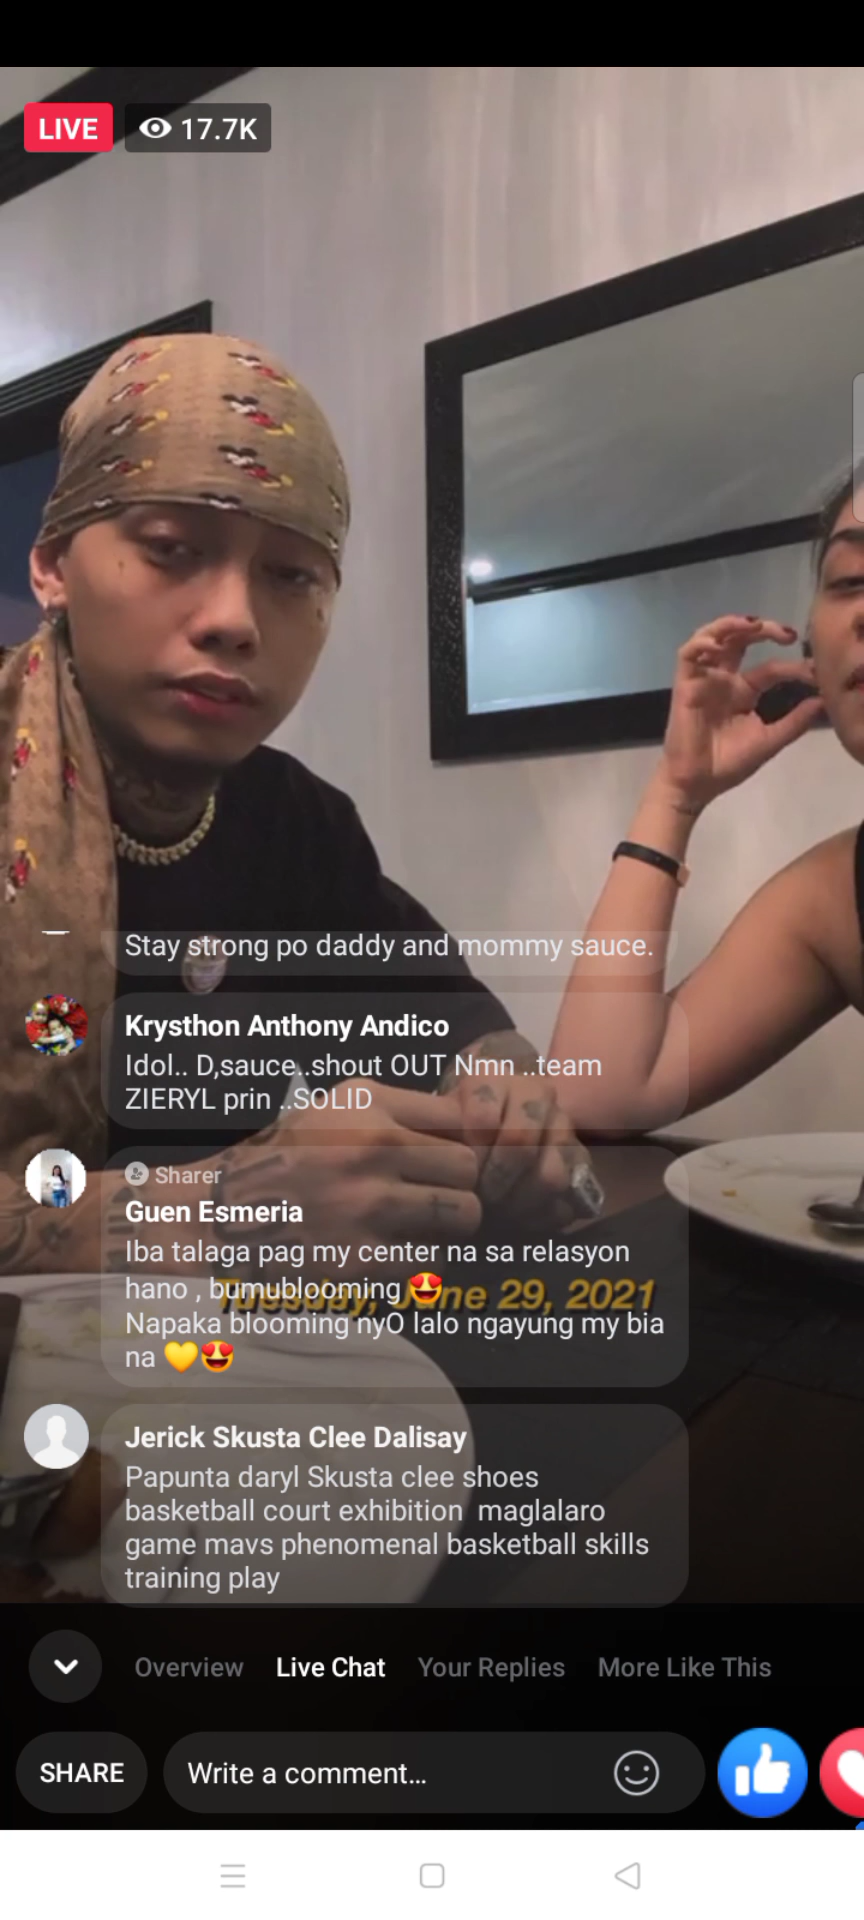 LIVE 17.7K
Stay strong po daddy and mommy sauce.
Krysthon Anthony Andico
Idol.. D,sauce..shout OUT Nmn ..team
ZIERYL prin ..SOLID
Sharer
Guen Esmeria
Iba talaga pag my center na sa relasyon
hano , bumublooming😍
Tuesday, June 29, 2021
Napaka blooming nyO lalo ngayung my bia
na 💛😍
Jerick Skusta Clee Dalisay
Papunta daryl Skusta clee shoes
basketball court exhibition  maglalaro
game mavs phenomenal basketball skills
training play
Overview Live Chat Your Replies More Like This
SHARE Write a comment...